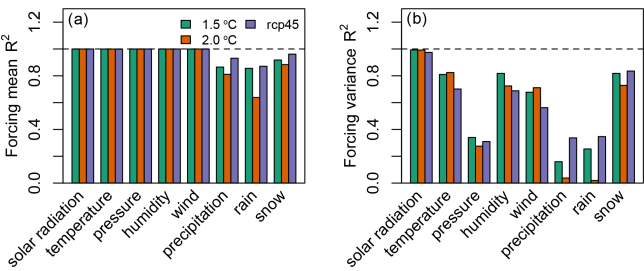 (a)
1.5 °C
rcp45
2.0 °C
Forcing mean R²
1.2
0.8
0.4
0.0
solar radiation
temperature
pressure
humidity
wind
precipitation
rain
snow
(b)
Forcing variance R²
1.2
0.8
0.4
0.0
solar radiation
temperature
pressure
humidity
wind
precipitation
rain
snow